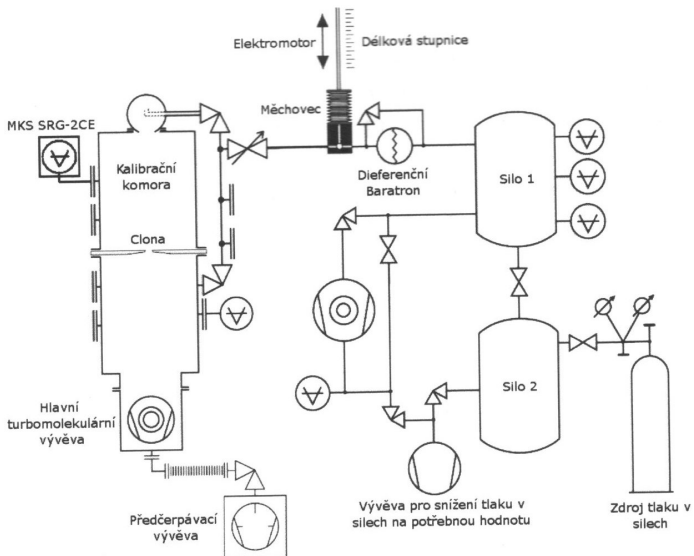 Elektromotor
Délková stupnice
Měchovec
MKS SRG-2CE
Kalibrační
komora
Clona
Dieferenční
Baratron
Silo 1
Silo 2
Hlavní
turbomolekulární
vývěva
Předčerpávací
vývěva
Vývěva pro snížení tlaku v
silech na potřebnou hodnotu
Zdroj tlaku v
silech